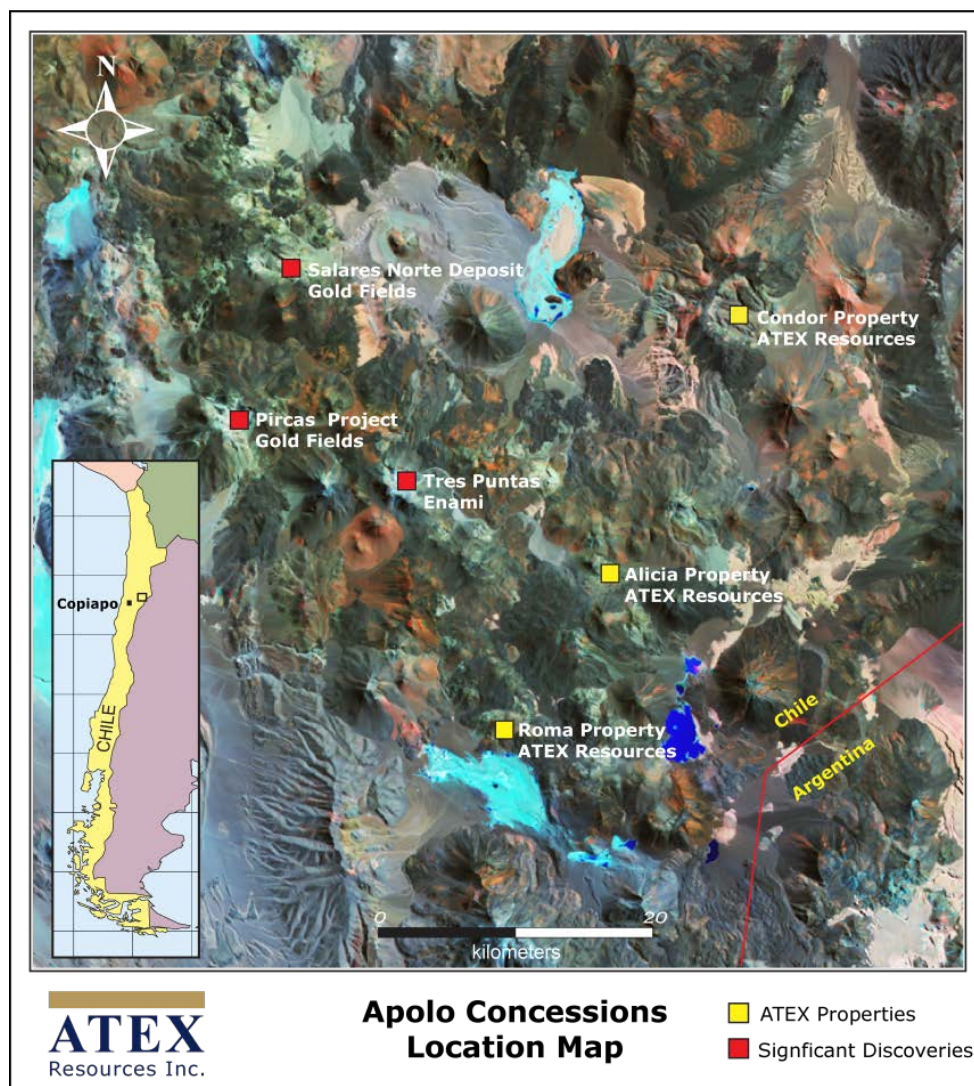 N
Salares Norte Deposit
Gold Fields
Condor Property
ATEX Resources
Pircas Project
Gold Fields
Tres Puntas
Enami
Alicia Property
ATEX Resources
Copiapo
CHILE
Roma Property
ATEX Resources
Chile
Argentina
0 20
kilometers
ATEX
Resources Inc.
Apolo Concessions
Location Map
ATEX Properties
Signficant Discoveries